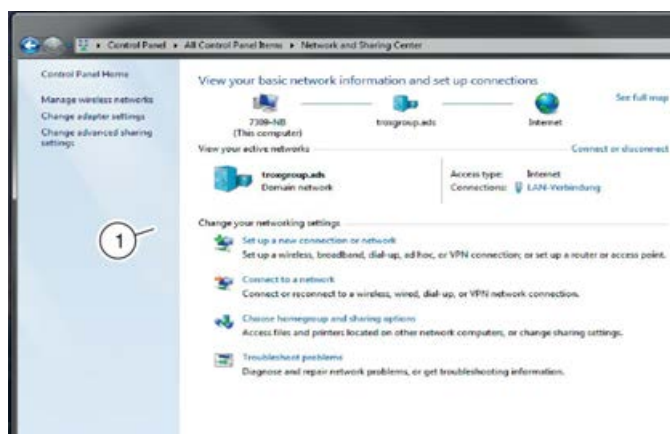 Control Panel ▸ All Control Panel Items ▸ Network and Sharing Center
Control Panel Home
Manage wireless networks
Change adapter settings
Change advanced sharing
settings
View your basic network information and set up connections
See full map
7308-NB
(This computer)
troxgroup.ads
Internet
View your active networks
Connect or disconnect
troxgroup.ads
Domain network
Access type: Internet
Connections: LAN-Verbindung
1
Change your networking settings
Set up a new connection or network
Set up a wireless, broadband, dial-up, ad hoc, or VPN connection; or set up a router or access point.
Connect to a network
Connect or reconnect to a wireless, wired, dial-up, or VPN network connection.
Choose homegroup and sharing options
Access files and printers located on other network computers, or change sharing settings.
Troubleshoot problems
Diagnose and repair network problems, or get troubleshooting information.